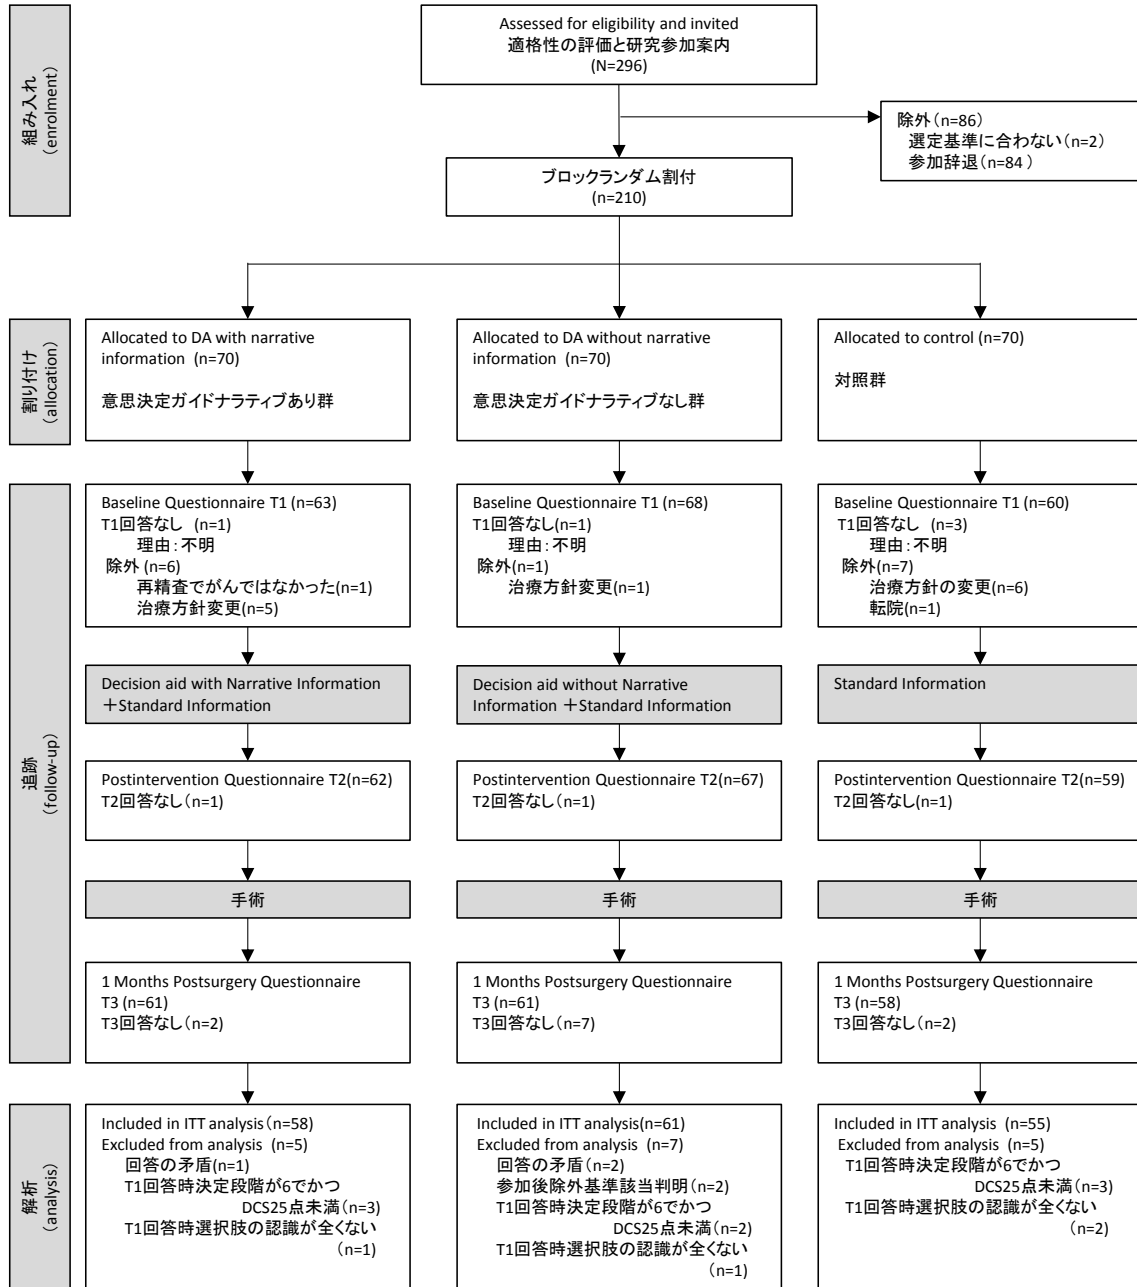 組み入れ
(enrolment)
Assessed for eligibility and invited
適格性の評価と研究参加案内
(N=296)
除外(n=86)
選定基準に合わない(n=2)
参加辞退(n=84 )
ブロックランダム割付
(n=210)
割り付け
(allocation)
Allocated to DA with narrative
information (n=70)
意思決定ガイドナラティブあり群
Allocated to DA without narrative
information (n=70)
意思決定ガイドナラティブなし群
Allocated to control (n=70)
対照群
追跡
(follow-up)
Baseline Questionnaire T1 (n=63)
T1回答なし (n=1)
理由:不明
除外 (n=6)
再精査でがんではなかった(n=1)
治療方針変更(n=5)
Baseline Questionnaire T1 (n=68)
T1回答なし(n=1)
理由:不明
除外(n=1)
治療方針変更(n=1)
Baseline Questionnaire T1 (n=60)
T1回答なし (n=3)
理由:不明
除外(n=7)
治療方針の変更(n=6)
転院(n=1)
Decision aid with Narrative Information
+Standard Information
Decision aid without Narrative
Information +Standard Information
Standard Information
Postintervention Questionnaire T2(n=62)
T2回答なし(n=1)
Postintervention Questionnaire T2(n=67)
T2回答なし(n=1)
Postintervention Questionnaire T2(n=59)
T2回答なし(n=1)
手術
手術
手術
1 Months Postsurgery Questionnaire
T3 (n=61)
T3回答なし(n=2)
1 Months Postsurgery Questionnaire
T3 (n=61)
T3回答なし(n=7)
1 Months Postsurgery Questionnaire
T3 (n=58)
T3回答なし(n=2)
解析
(analysis)
Included in ITT analysis(n=58)
Excluded from analysis (n=5)
回答の矛盾(n=1)
T1回答時決定段階が6でかつ
DCS25点未満(n=3)
T1回答時選択肢の認識が全くない
(n=1)
Included in ITT analysis(n=61)
Excluded from analysis (n=7)
回答の矛盾(n=2)
参加後除外基準該当判明(n=2)
T1回答時決定段階が6でかつ
DCS25点未満(n=2)
T1回答時選択肢の認識が全くない
(n=1)
Included in ITT analysis (n=55)
Excluded from analysis (n=5)
T1回答時決定段階が6でかつ
DCS25点未満(n=3)
T1回答時選択肢の認識が全くない
(n=2)